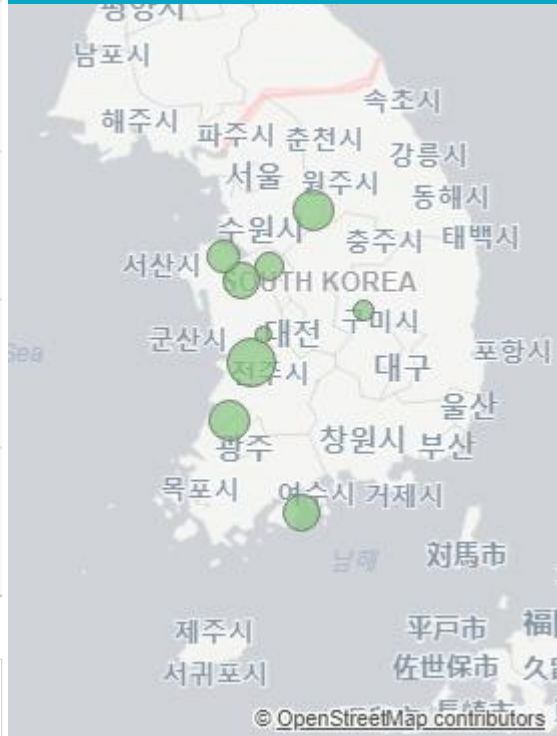 평양시
남포시
속초시
해주시
파주시 춘천시
강릉시
서울 원주시
동해시
수원시
충주시 태백시
서산시
SOUTH KOREA
구미시
군산시 대전
Sea
포항시
전주시 대구
울산
광주 창원시 부산
목포시 여수시 거제시
남해 対馬市
제주시 平戸市
서귀포시 佐世保市
© OpenStreetMap contributors